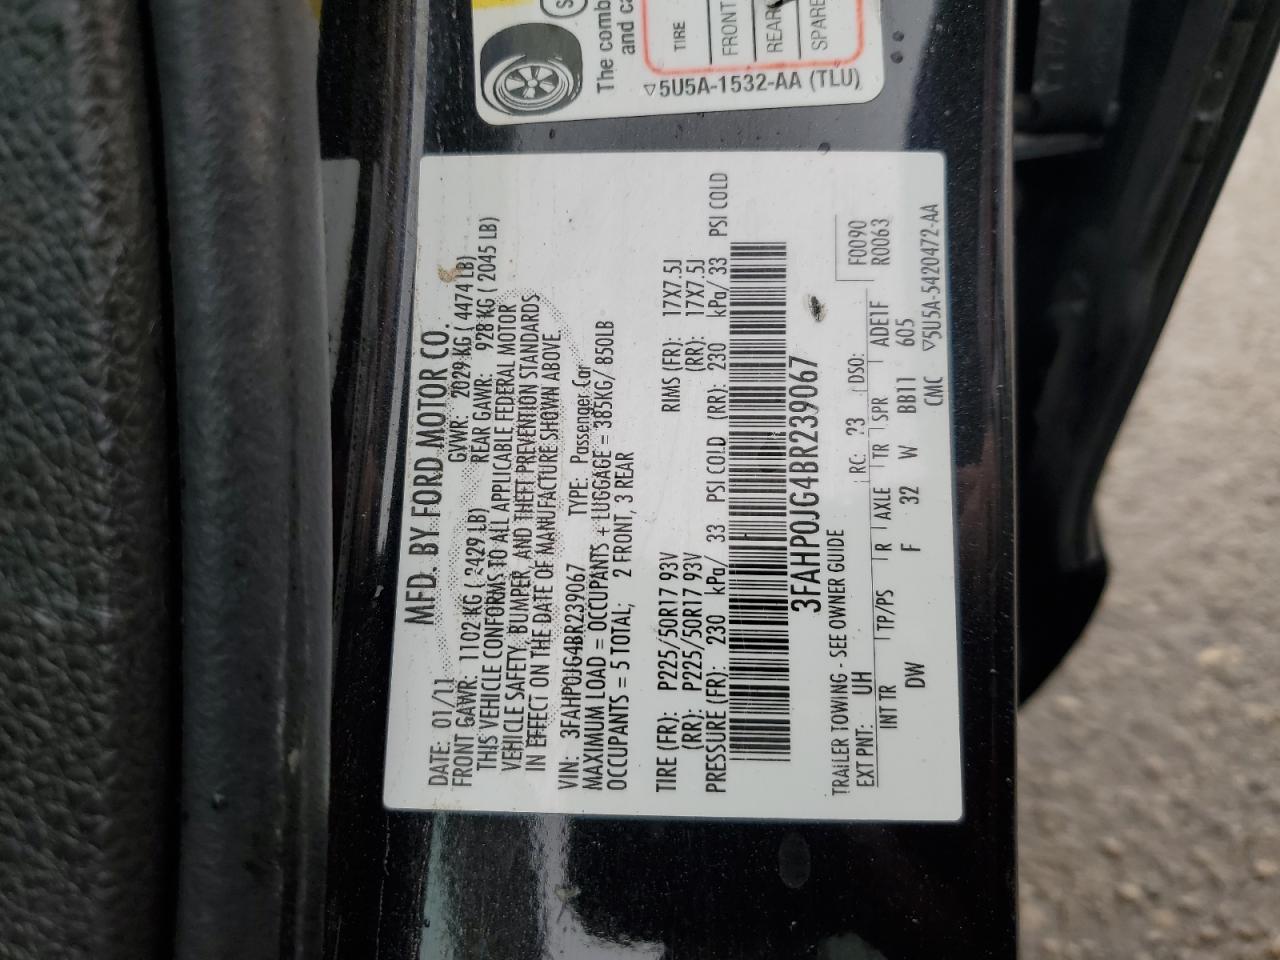 MFD. BY FORD MOTOR CO.
DATE: 01/11 GVWR: 2029 KG ( 4474 LB)
FRONT GAWR: 1102 KG ( 2429 LB) REAR GAWR: 928 KG ( 2045 LB)
THIS VEHICLE CONFORMS TO ALL APPLICABLE FEDERAL MOTOR
VEHICLE SAFETY, BUMPER, AND THEFT PREVENTION STANDARDS
IN EFFECT ON THE DATE OF MANUFACTURE SHOWN ABOVE
VIN: 3FAHP0JG4BR239067 TYPE: Passenger Car
MAXIMUM LOAD = OCCUPANTS + LUGGAGE = 385KG/ 850LB
OCCUPANTS = 5 TOTAL; 2 FRONT, 3 REAR
TIRE (FR): P225/50R17 93V RIMS (FR): 17X7.5J
(RR): P225/50R17 93V (RR): 17X7.5J
PRESSURE (FR): 230 kPa/ 33 PSI COLD (RR): 230 kPa/ 33 PSI COLD
3FAHP0JG4BR239067
TRAILER TOWING - SEE OWNER GUIDE
EXT PNT: UH RC: 23 DSO: F0090
R0063
INT TR TP/PS R AXLE TR SPR ADE1F
DW F 32 W BB11 605
CMC ▽5U5A-5420472-AA
The comb
and ca
TIRE
FRONT
REAR
SPARE
▽5U5A-1532-AA (TLU)